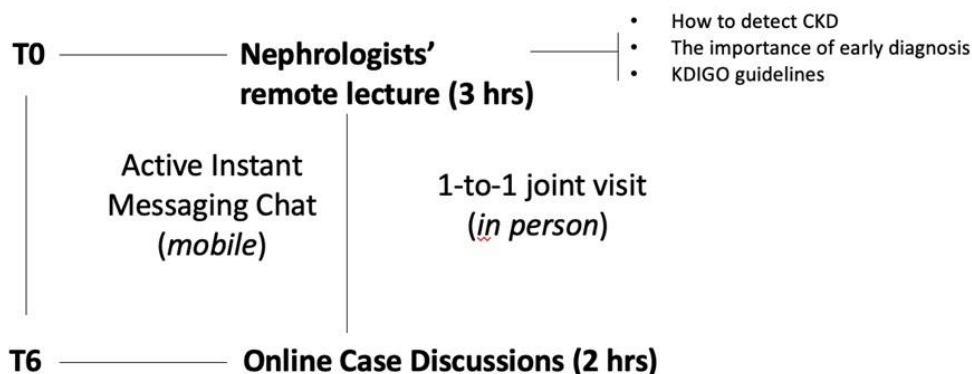 • How to detect CKD
• The importance of early diagnosis
• KDIGO guidelines
T0
Nephrologists’
remote lecture (3 hrs)
Active Instant
Messaging Chat
(mobile)
1-to-1 joint visit
(in person)
T6
Online Case Discussions (2 hrs)